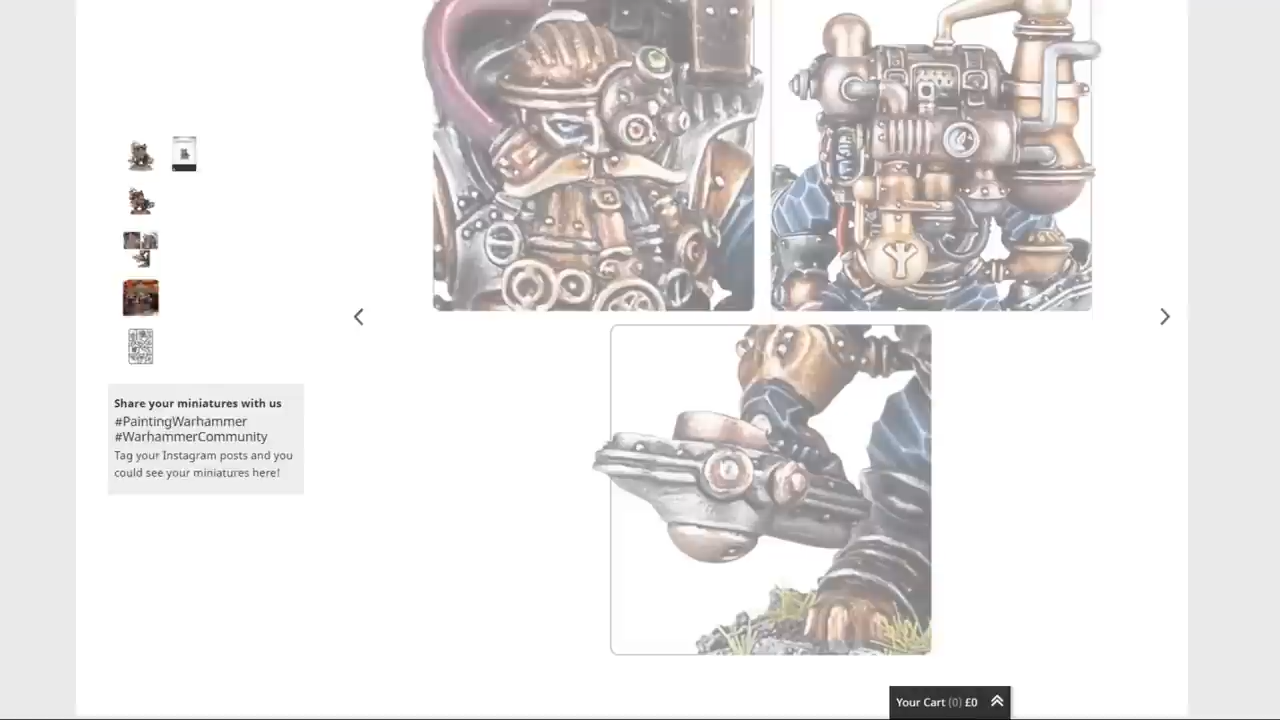 Share your miniatures with us
#PaintingWarhammer
#WarhammerCommunity
Tag your Instagram posts and you
could see your miniatures here!
Your Cart (0) £0